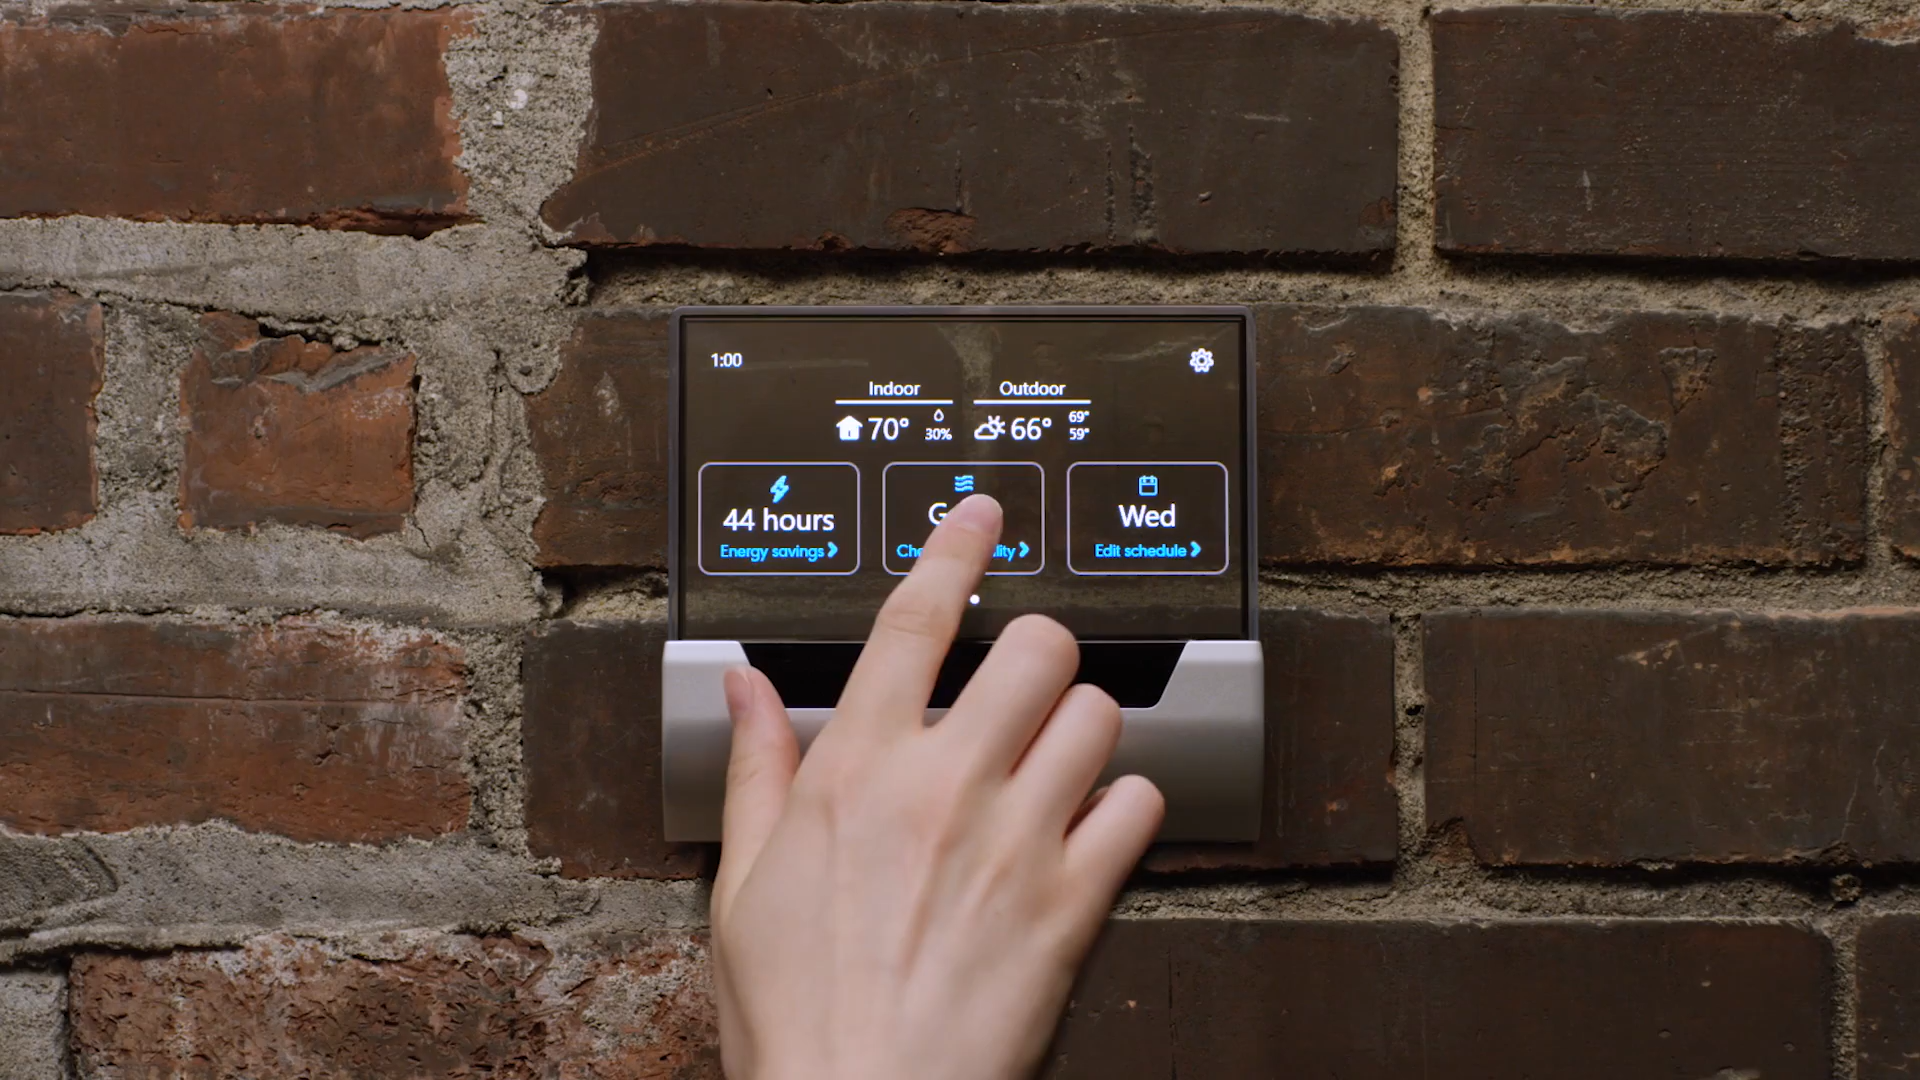 1:00
Indoor Outdoor
70° 30% 66° 69° 59°
44 hours
Energy savings
Wed
Edit schedule